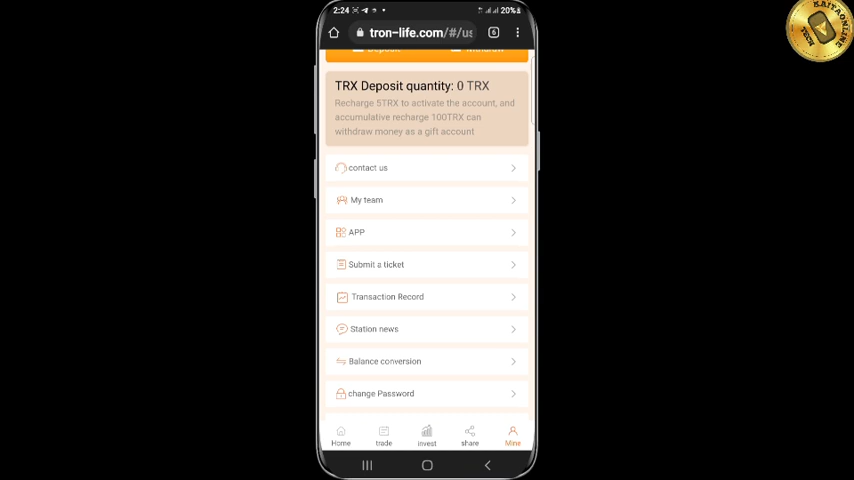 2:24 20%
tron-life.com/#/us 6
Deposit withdraw
TRX Deposit quantity: 0 TRX
Recharge 5TRX to activate the account, and
accumulative recharge 100TRX can
withdraw money as a gift account
contact us
My team
APP
Submit a ticket
Transaction Record
Station news
Balance conversion
change Password
Home trade invest share Mine
KAITAONLINE
TECH